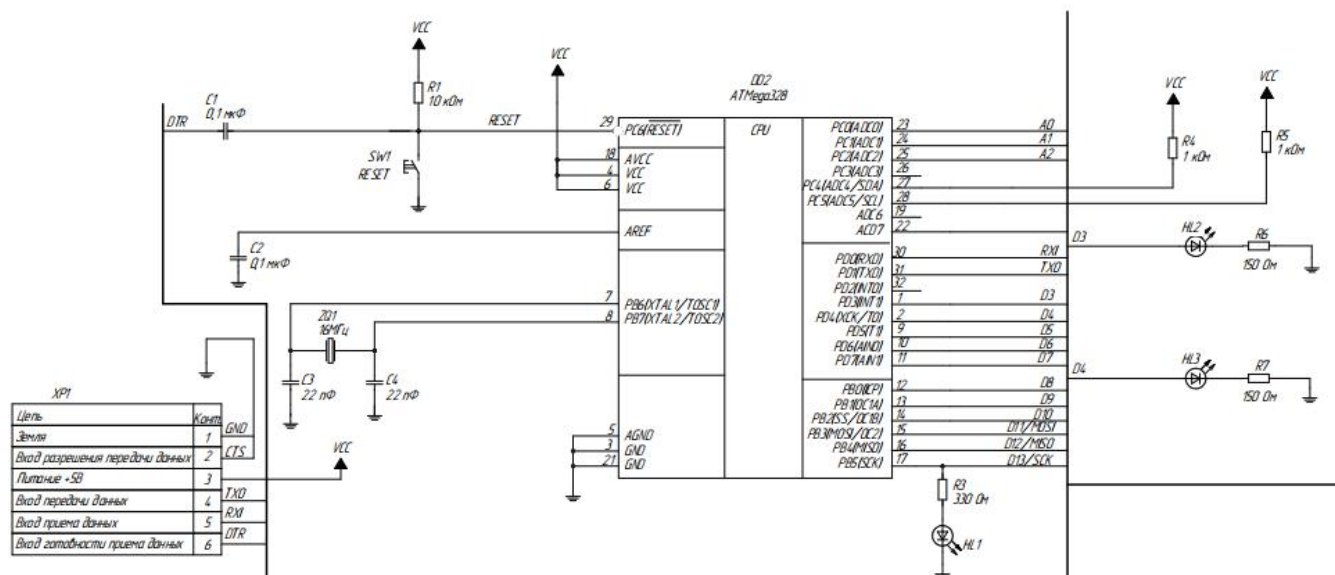 VCC
R1
10 кОм
C1
0,1 мкФ
DTR
RESET
SW1
RESET
VCC
C2
0,1 мкФ
ZQ1
16МГц
C3
22 пФ
C4
22 пФ
DD2
ATMega328
CPU
29 PC6(RESET)
18 AVCC
4 VCC
6 VCC
AREF
7 PB6(XTAL1/TOSC1)
8 PB7(XTAL2/TOSC2)
5 AGND
3 GND
21 GND
PC0(ADC0) 23 A0
PC1(ADC1) 24 A1
PC2(ADC2) 25 A2
PC3(ADC3) 26
PC4(ADC4/SDA) 27
PC5(ADC5/SCL) 28
ADC6 19
ACD7 22
PD0(RXD) 30 RXI
PD1(TXD) 31 TXO
PD2(INT0) 32
PD3(INT1) 1 D3
PD4(XCK/T0) 2 D4
PD5(T1) 9 D5
PD6(AIN0) 10 D6
PD7(AIN1) 11 D7
PB0(ICP) 12 D8
PB1(OC1A) 13 D9
PB2(SS/OC1B) 14 D10
PB3(MOSI/OC2) 15 D11/MOSI
PB4(MISO) 16 D12/MISO
PB5(SCK) 17 D13/SCK
R3
330 Ом
HL1
VCC
R4
1 кОм
VCC
R5
1 кОм
D3
HL2
R6
150 Ом
D4
HL3
R7
150 Ом
XP1
Цепь Конт.
Земля 1 GND
Вход разрешения передачи данных 2 CTS
Питание +5В 3
VCC
Вход передачи данных 4 TXO
Вход приема данных 5 RXI
Вход готовности приема данных 6 DTR